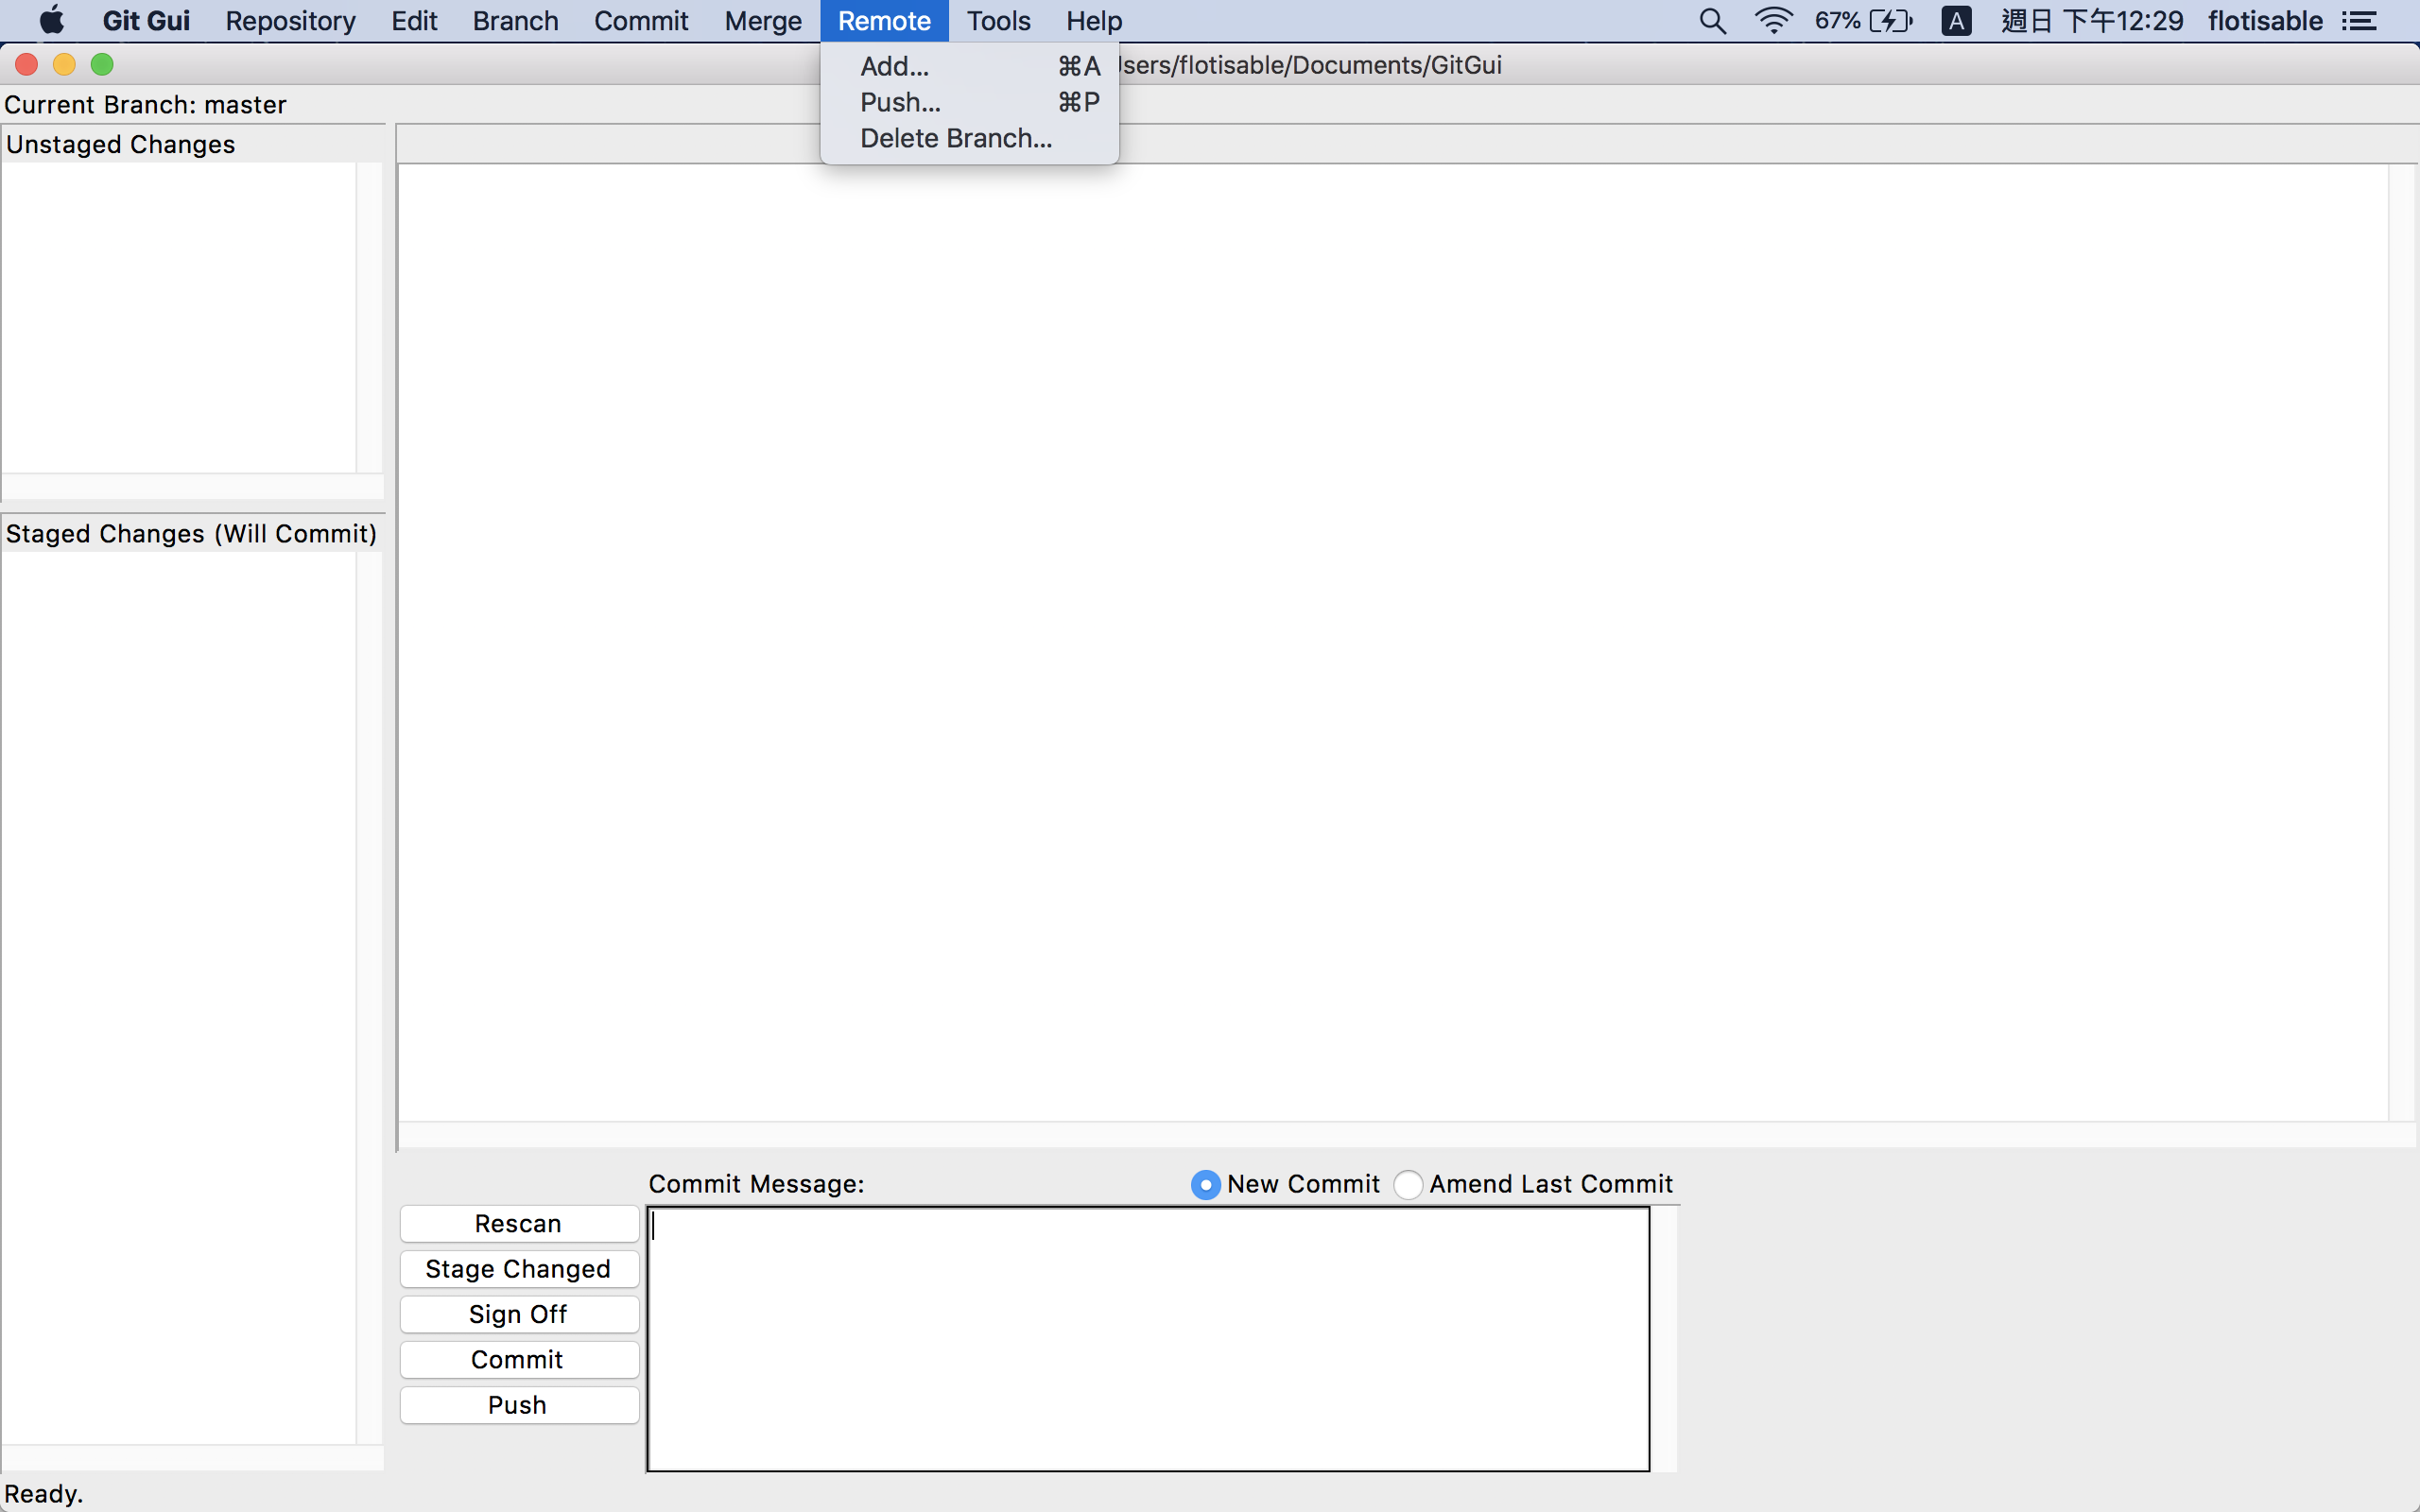 Git Gui Repository Edit Branch Commit Merge Remote Tools Help 67% A 週日 下午12:29 flotisable
Add... ⌘A
Push... ⌘P
Delete Branch...
sers/flotisable/Documents/GitGui
Current Branch: master
Unstaged Changes
Staged Changes (Will Commit)
Commit Message: New Commit Amend Last Commit
Rescan
Stage Changed
Sign Off
Commit
Push
Ready.